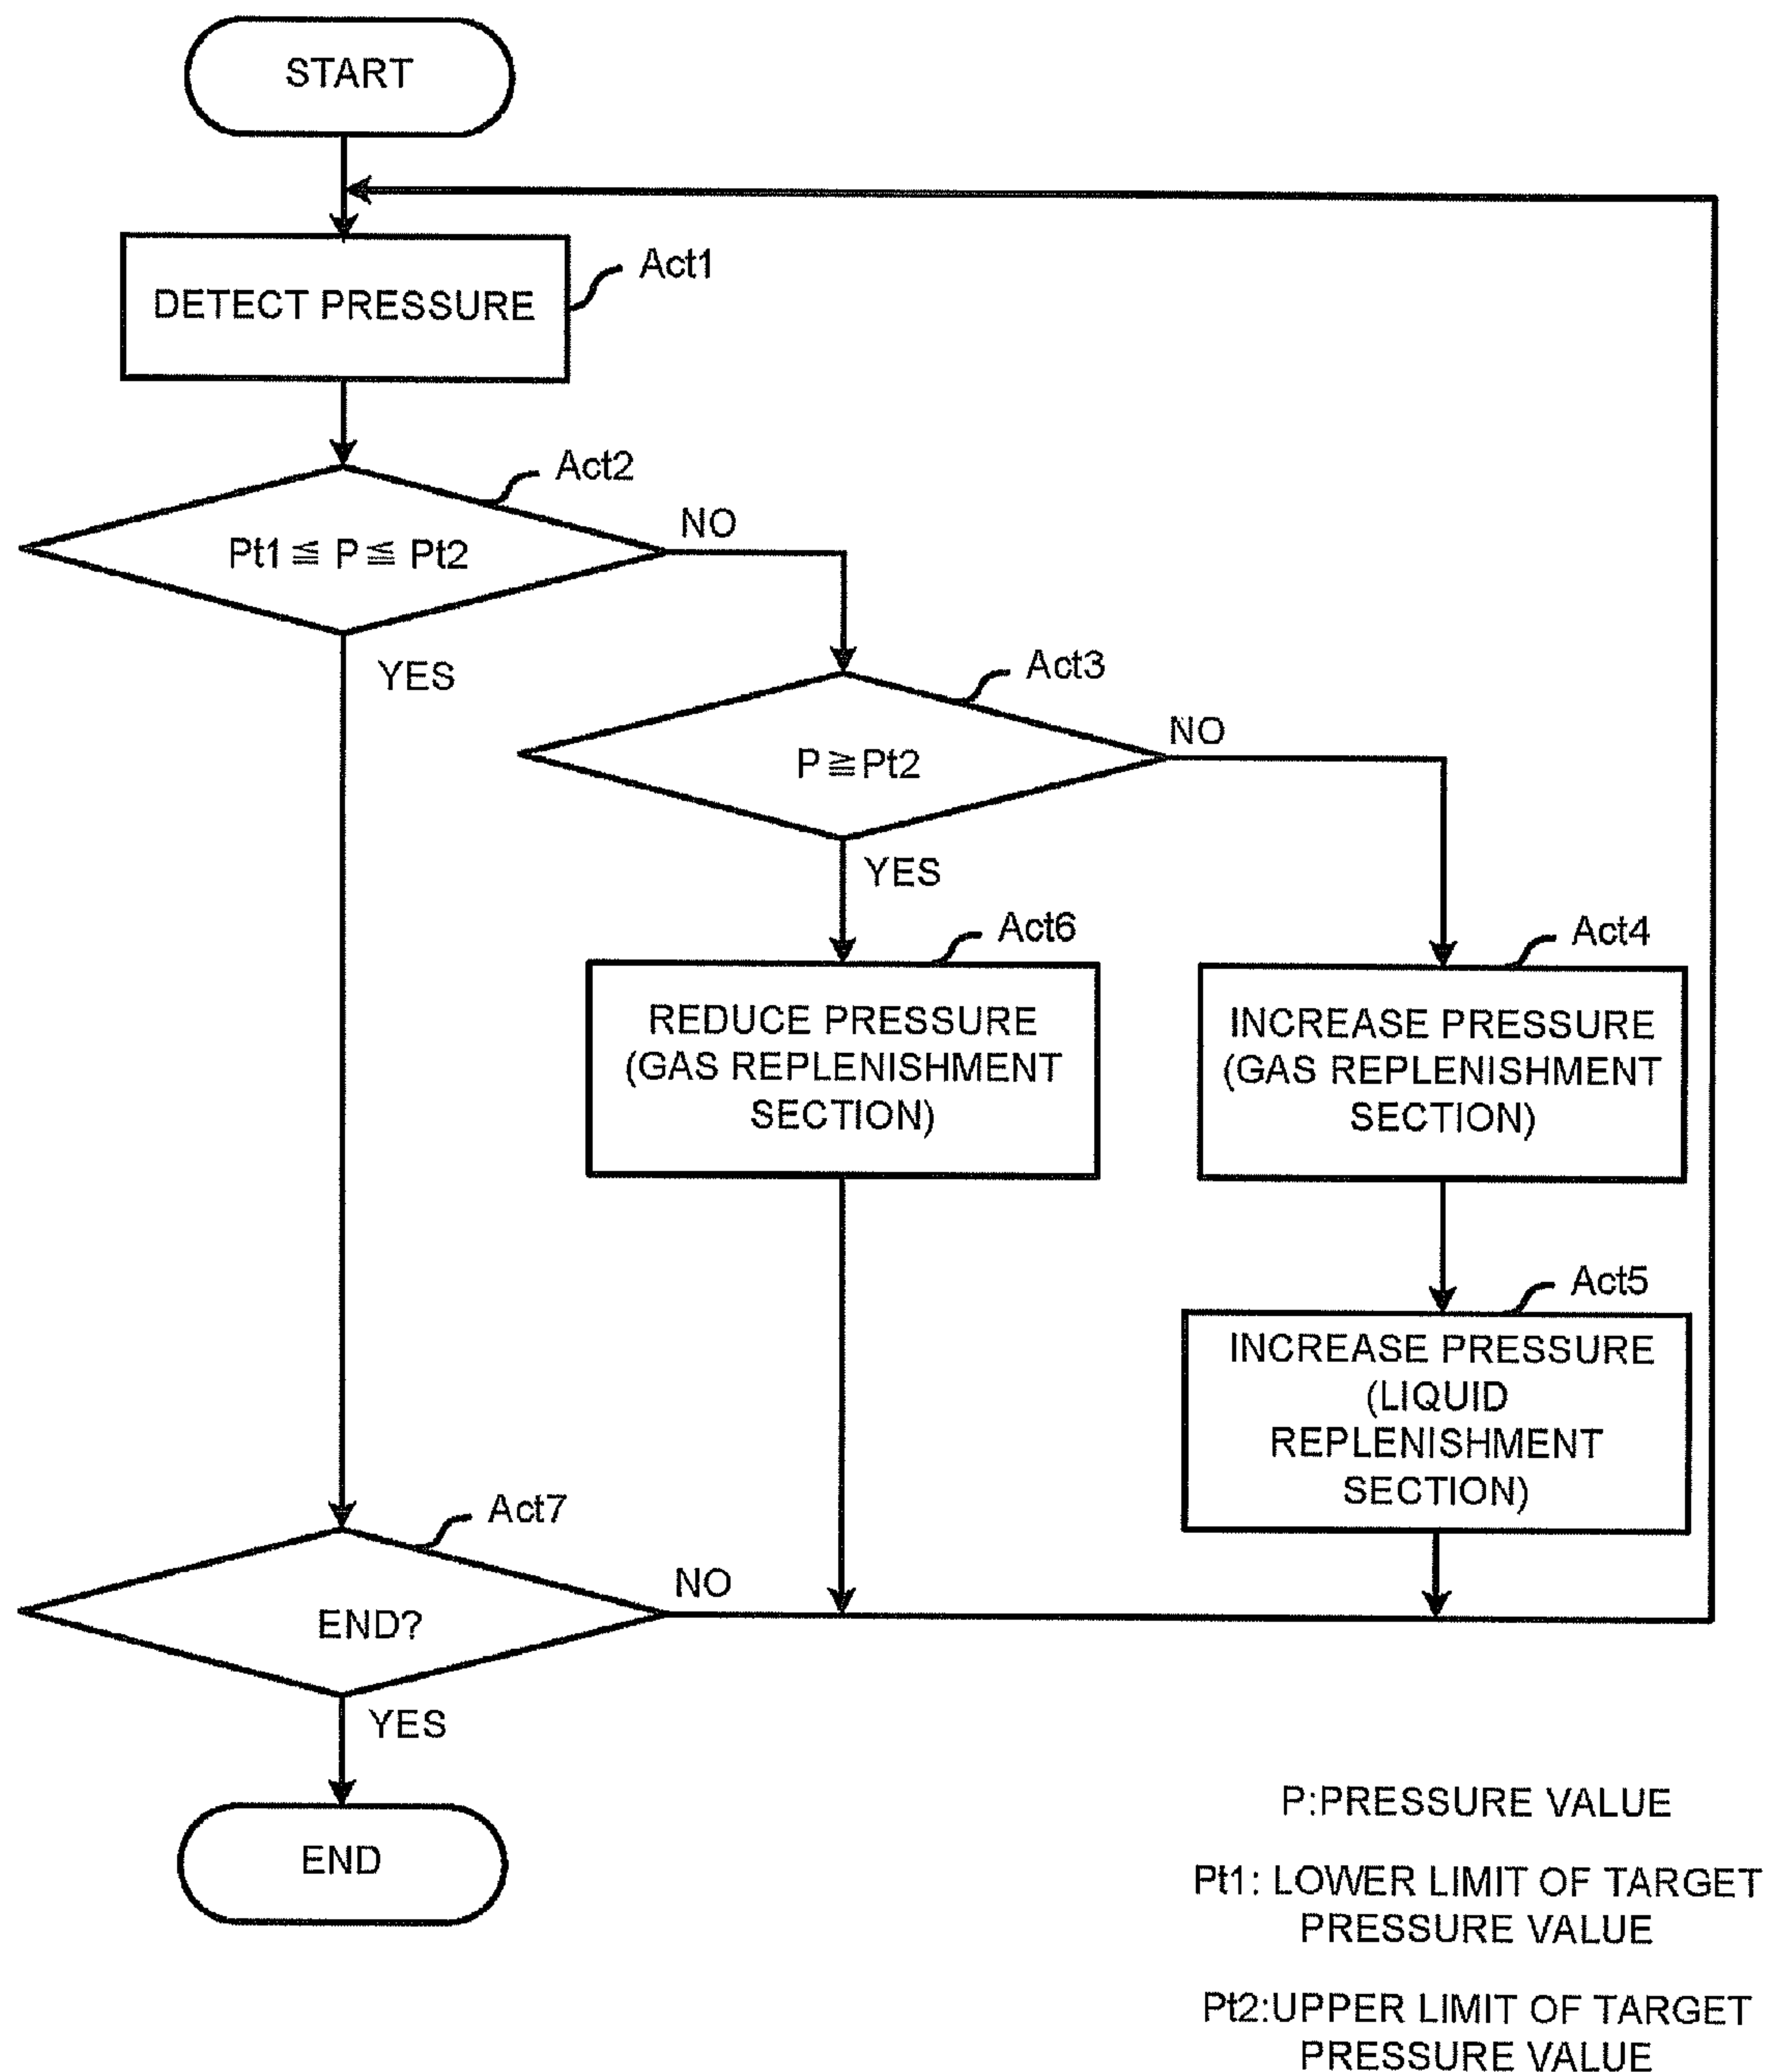 START
DETECT PRESSURE
Act1
Act2
Pt1 ≦ P ≦ Pt2
NO
YES
Act3
P≧Pt2
NO
YES
Act6
REDUCE PRESSURE
(GAS REPLENISHMENT
SECTION)
Act4
INCREASE PRESSURE
(GAS REPLENISHMENT
SECTION)
Act5
INCREASE PRESSURE
(LIQUID
REPLENISHMENT
SECTION)
Act7
END?
NO
YES
END
P:PRESSURE VALUE
Pt1: LOWER LIMIT OF TARGET
PRESSURE VALUE
Pt2:UPPER LIMIT OF TARGET
PRESSURE VALUE